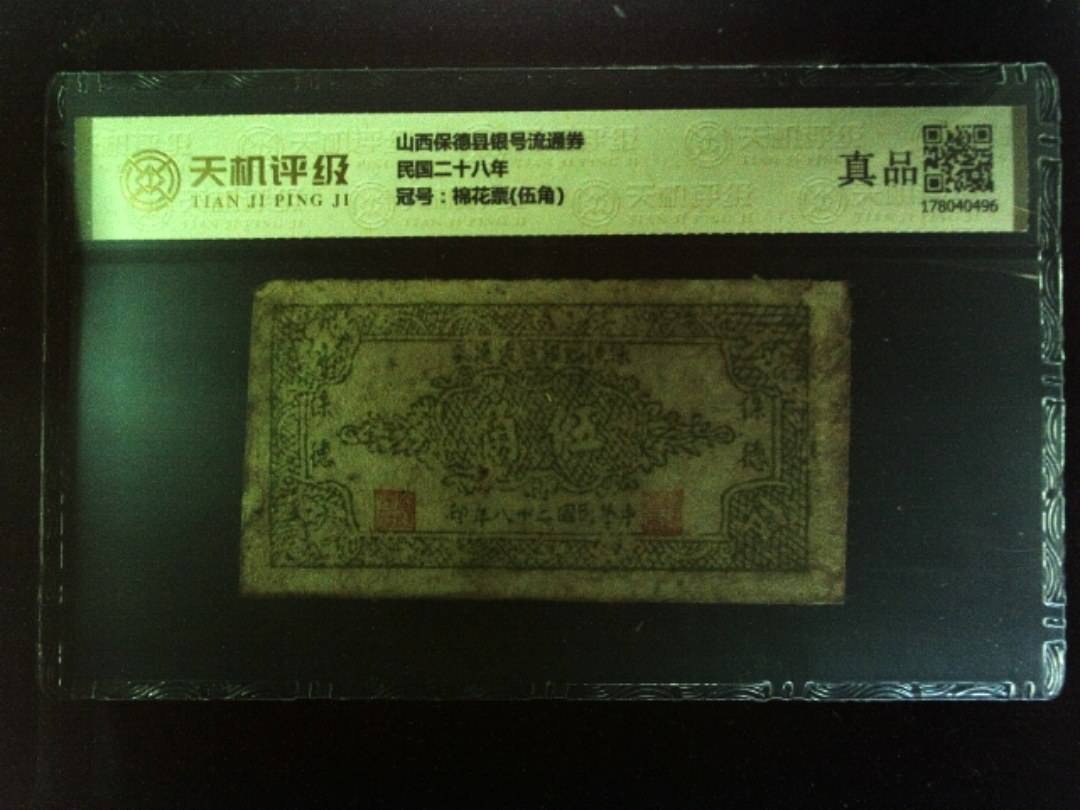 天机评级
TIAN JI PING JI
山西保德县银号流通券
民国二十八年
冠号：棉花票(伍角)
真品
178040496
角 伍
保德
保德
印年八十二國民華中